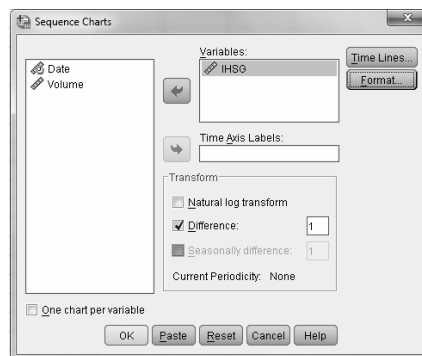 Sequence Charts
Date
Volume
Variables:
IHSG
Time Lines...
Format...
Time Axis Labels:
Transform
Natural log transform
Difference: 1
Seasonally difference: 1
Current Periodicity: None
One chart per variable
OK Paste Reset Cancel Help